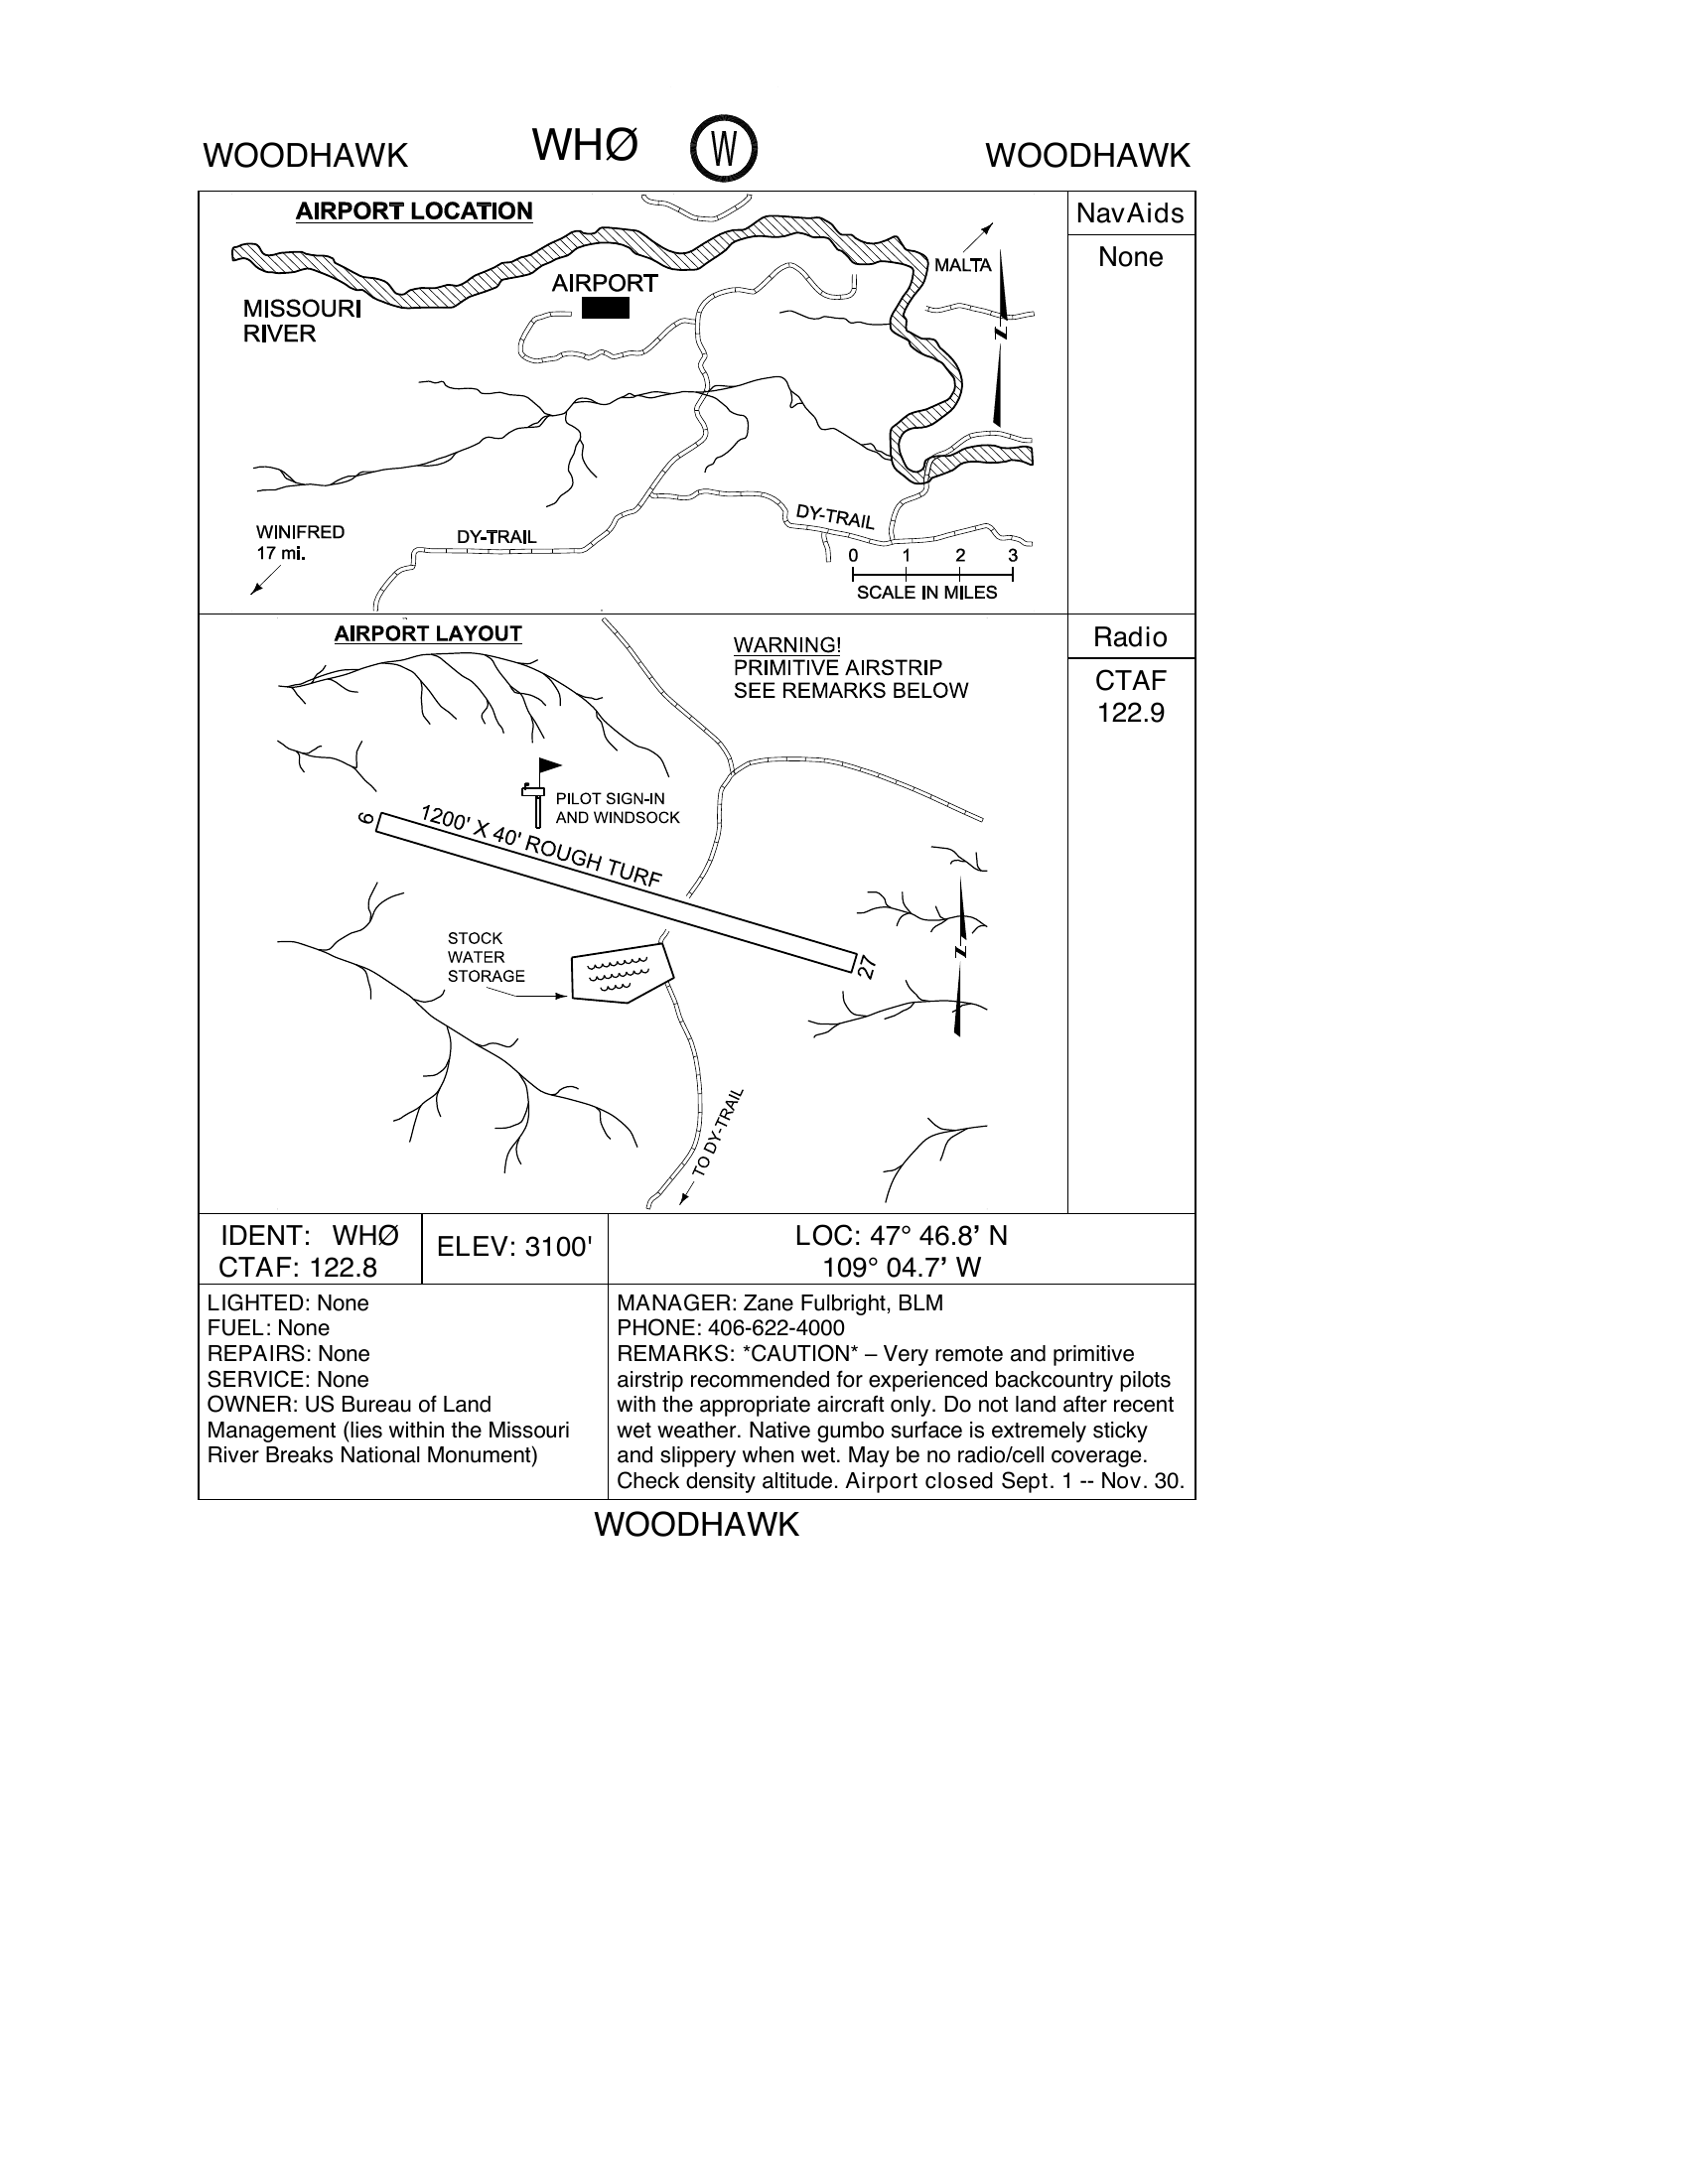 WOODHAWK
WHØ
W
WOODHAWK
AIRPORT LOCATION
MALTA
AIRPORT
MISSOURI
RIVER
N
WINIFRED
17 mi.
DY-TRAIL
DY-TRAIL
0 1 2 3
SCALE IN MILES
NavAids
None
AIRPORT LAYOUT
WARNING!
PRIMITIVE AIRSTRIP
SEE REMARKS BELOW
PILOT SIGN-IN
AND WINDSOCK
9
1200' X 40' ROUGH TURF
27
STOCK
WATER
STORAGE
N
TO DY-TRAIL
Radio
CTAF
122.9
IDENT: WHØ
CTAF: 122.8
ELEV: 3100'
LOC: 47° 46.8’ N
109° 04.7’ W
LIGHTED: None
FUEL: None
REPAIRS: None
SERVICE: None
OWNER: US Bureau of Land
Management (lies within the Missouri
River Breaks National Monument)
MANAGER: Zane Fulbright, BLM
PHONE: 406-622-4000
REMARKS: *CAUTION* – Very remote and primitive
airstrip recommended for experienced backcountry pilots
with the appropriate aircraft only. Do not land after recent
wet weather. Native gumbo surface is extremely sticky
and slippery when wet. May be no radio/cell coverage.
Check density altitude. Airport closed Sept. 1 -- Nov. 30.
WOODHAWK